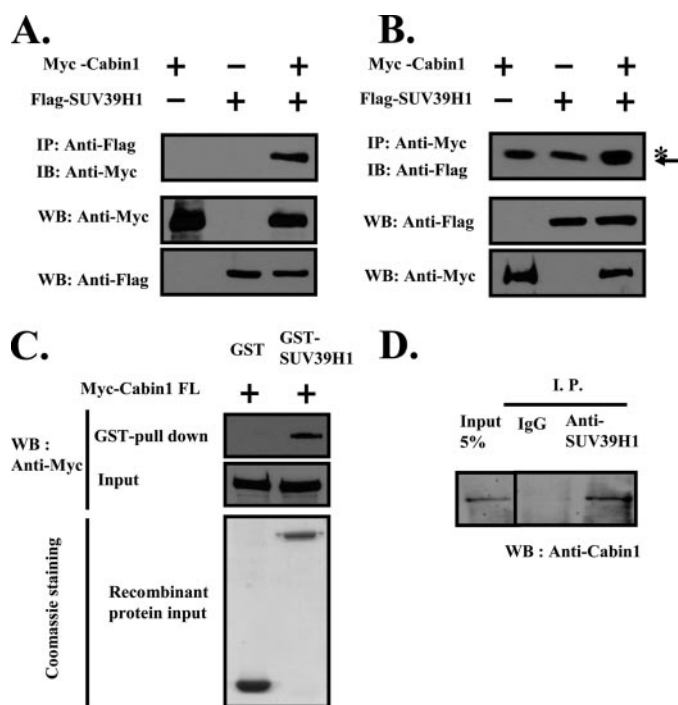 A.
Myc -Cabin1 + − +
Flag-SUV39H1 − + +
IP: Anti-Flag
IB: Anti-Myc
WB: Anti-Myc
WB: Anti-Flag
B.
Myc -Cabin1 + − +
Flag-SUV39H1 − + +
IP: Anti-Myc
IB: Anti-Flag
*
WB: Anti-Flag
WB: Anti-Myc
C.
GST
GST-
SUV39H1
Myc-Cabin1 FL + +
WB :
Anti-Myc
GST-pull down
Input
Coomassie staining
Recombinant
protein input
D.
I. P.
Input
5%
IgG
Anti-
SUV39H1
WB : Anti-Cabin1